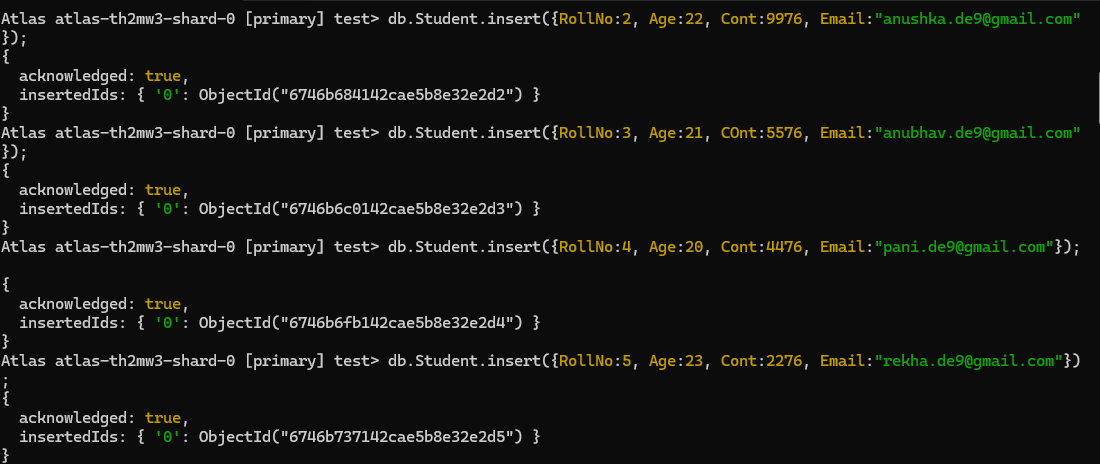 Atlas atlas-th2mw3-shard-0 [primary] test> db.Student.insert({RollNo:2, Age:22, Cont:9976, Email:"anushka.de9@gmail.com"
});
{
  acknowledged: true,
  insertedIds: { '0': ObjectId("6746b684142cae5b8e32e2d2") }
}
Atlas atlas-th2mw3-shard-0 [primary] test> db.Student.insert({RollNo:3, Age:21, COnt:5576, Email:"anubhav.de9@gmail.com"
});
{
  acknowledged: true,
  insertedIds: { '0': ObjectId("6746b6c0142cae5b8e32e2d3") }
}
Atlas atlas-th2mw3-shard-0 [primary] test> db.Student.insert({RollNo:4, Age:20, Cont:4476, Email:"pani.de9@gmail.com"});
{
  acknowledged: true,
  insertedIds: { '0': ObjectId("6746b6fb142cae5b8e32e2d4") }
}
Atlas atlas-th2mw3-shard-0 [primary] test> db.Student.insert({RollNo:5, Age:23, Cont:2276, Email:"rekha.de9@gmail.com"})
;
{
  acknowledged: true,
  insertedIds: { '0': ObjectId("6746b737142cae5b8e32e2d5") }
}